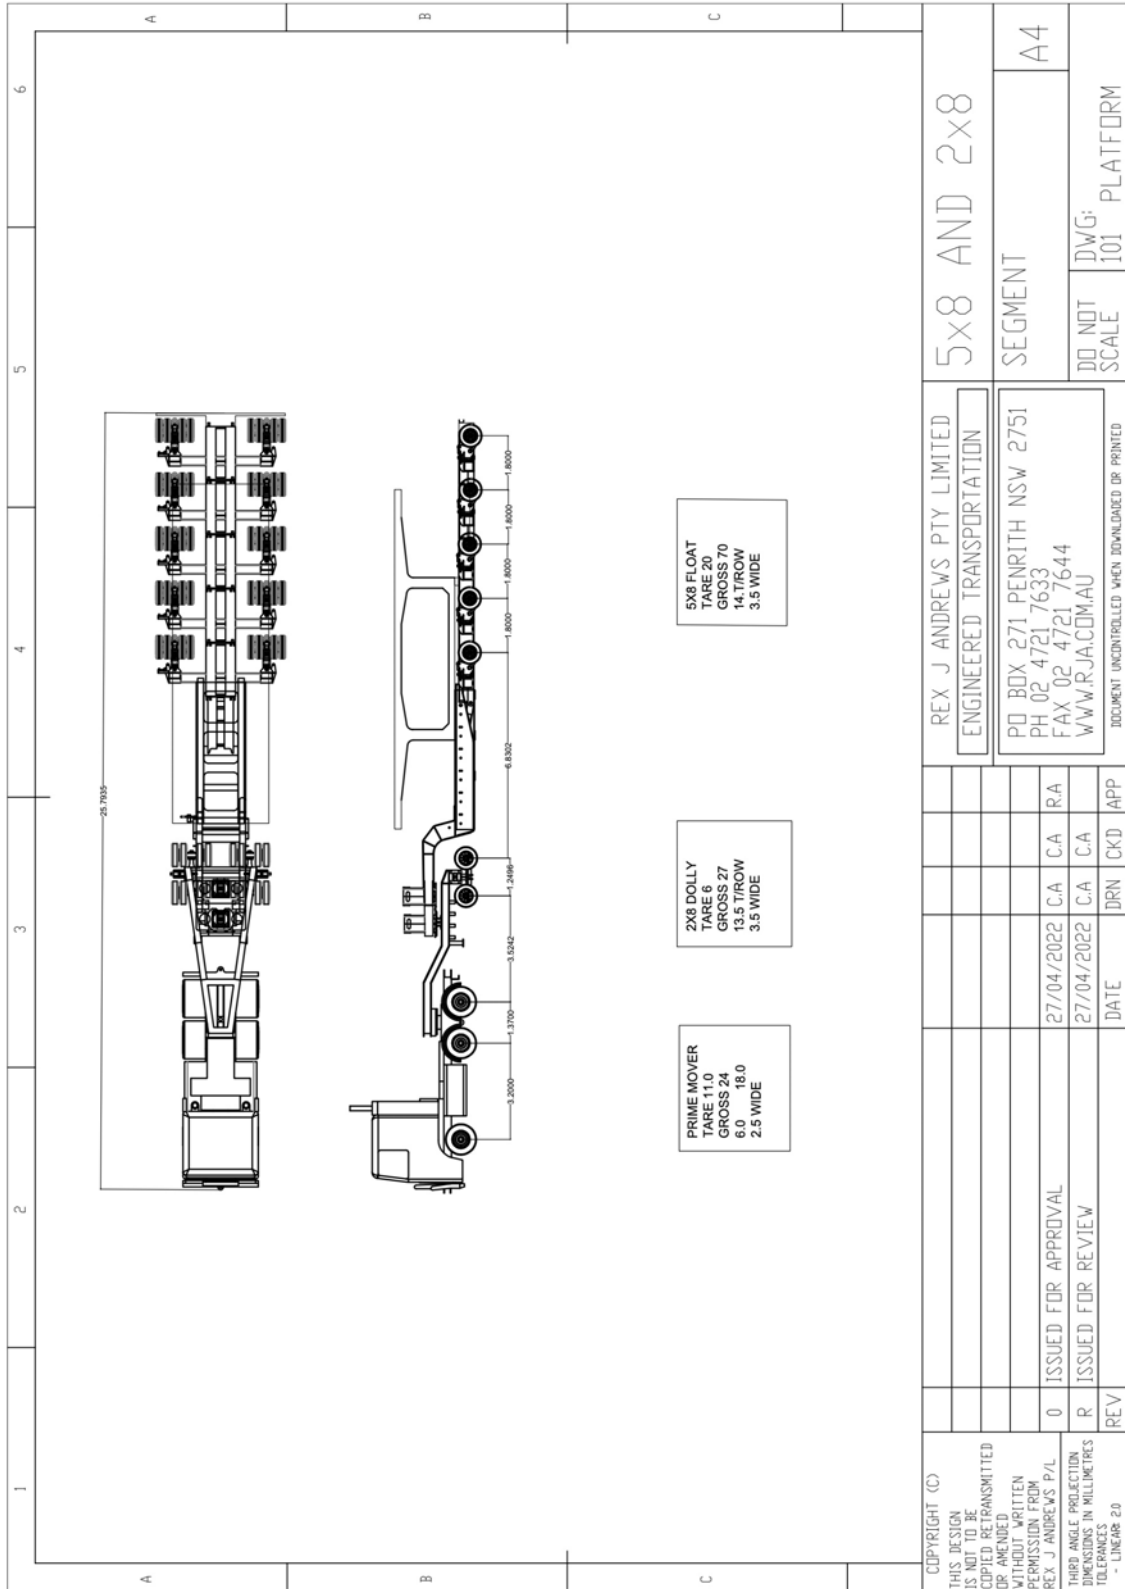 1
2
3
4
5
6
A
B
C
A
B
C
25.7935
3.2000
1.3700
3.5242
1.2496
6.8302
1.8000
1.8000
1.8000
1.8000
PRIME MOVER
TARE 11.0
GROSS 24
6.0 18.0
2.5 WIDE
2X8 DOLLY
TARE 6
GROSS 27
13.5 T/ROW
3.5 WIDE
5X8 FLOAT
TARE 20
GROSS 70
14.T/ROW
3.5 WIDE
COPYRIGHT (C)
THIS DESIGN
IS NOT TO BE
COPIED RETRANSMITTED
OR AMENDED
WITHOUT WRITTEN
PERMISSION FROM
REX J ANDREWS P/L
THIRD ANGLE PROJECTION
DIMENSIONS IN MILLIMETRES
TOLERANCES
- LINEAR: 2.0
0 ISSUED FOR APPROVAL 27/04/2022 C.A C.A R.A
R ISSUED FOR REVIEW 27/04/2022 C.A C.A
REV DATE DRN CKD APP
REX J ANDREWS PTY LIMITED
ENGINEERED TRANSPORTATION
PO BOX 271 PENRITH NSW 2751
PH 02 4721 7633
FAX 02 4721 7644
WWW.RJA.COM.AU
DOCUMENT UNCONTROLLED WHEN DOWNLOADED OR PRINTED
5x8 AND 2x8
SEGMENT
A4
DO NOT
SCALE
DWG:
101 PLATFORM